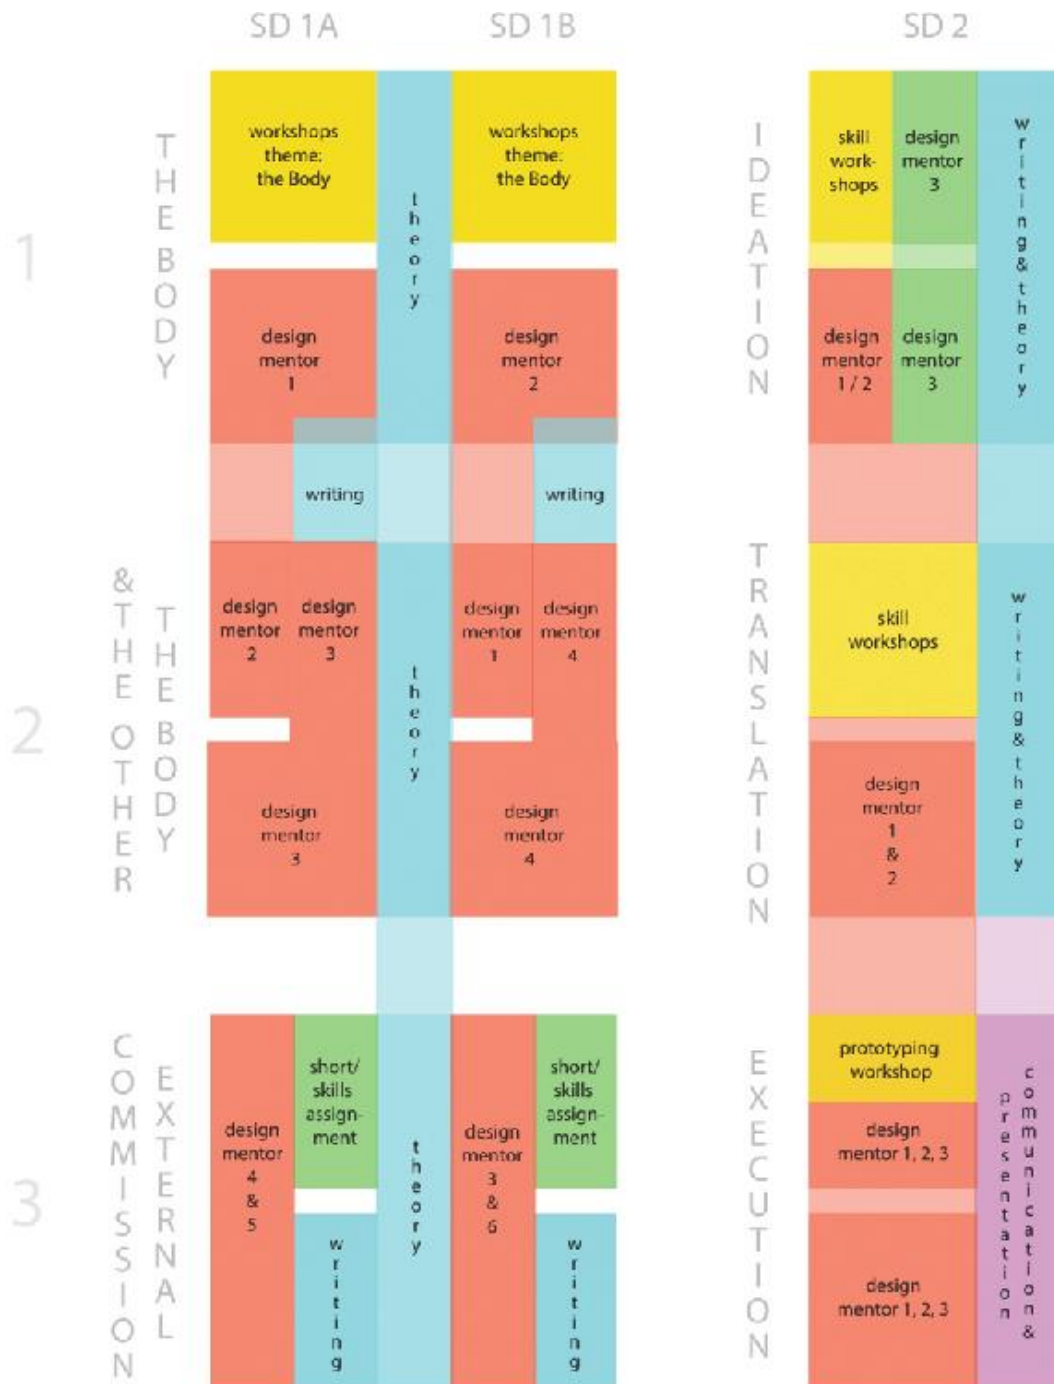 SD 1A
SD 1B
SD 2
1
THE BODY
workshops
theme:
the Body
theory
workshops
theme:
the Body
design
mentor
1
design
mentor
2
writing
writing
IDEATION
skill
work-
shops
design
mentor
3
writing & theory
design
mentor
1 / 2
design
mentor
3
2
THE BODY
& THE OTHER
design
mentor
2
design
mentor
3
theory
design
mentor
1
design
mentor
4
design
mentor
3
design
mentor
4
TRANSLATION
skill
workshops
writing & theory
design
mentor
1
&
2
3
EXTERNAL
COMMISSION
design
mentor
4
&
5
short/
skills
assign-
ment
writing
theory
design
mentor
3
&
6
short/
skills
assign-
ment
writing
EXECUTION
prototyping
workshop
design
mentor 1, 2, 3
design
mentor 1, 2, 3
communication &
presentation